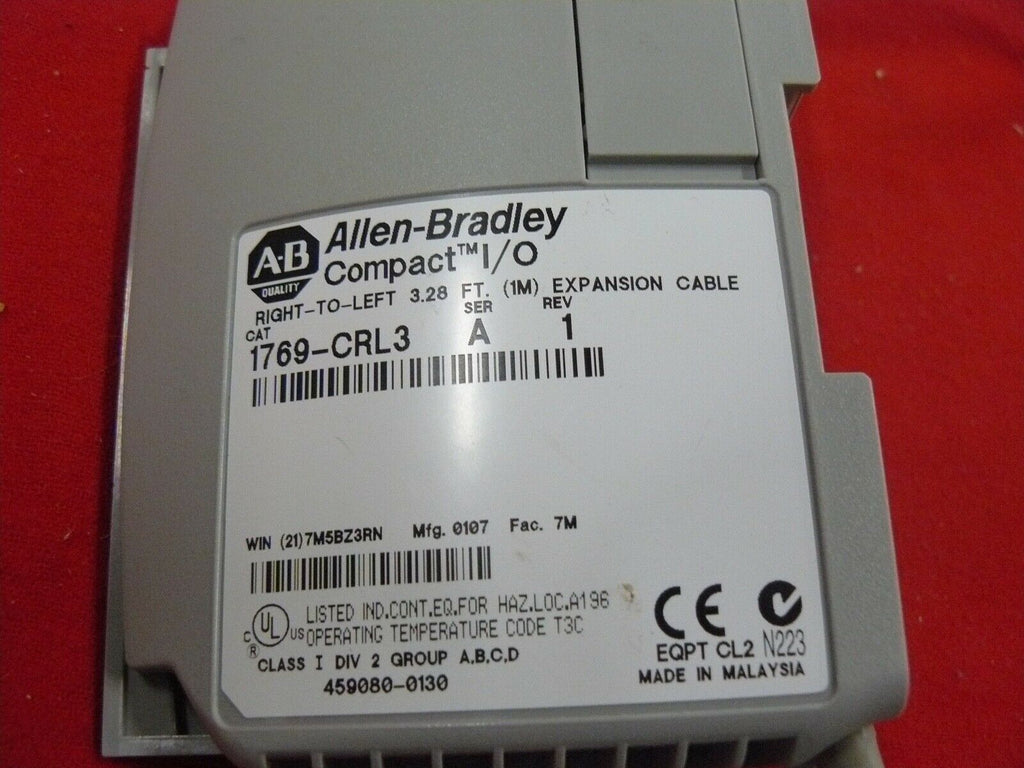 A-B
QUALITY
Allen-Bradley
Compact™ I/O
RIGHT-TO-LEFT 3.28 FT. (1M) EXPANSION CABLE
CAT SER REV
1769-CRL3 A 1
WIN (21)7M5BZ3RN Mfg. 0107 Fac. 7M
C UL US ® LISTED IND.CONT.EQ.FOR HAZ.LOC.A196
OPERATING TEMPERATURE CODE T3C
CLASS I DIV 2 GROUP A,B,C,D
459080-0130
CE
EQPT CL2 N223
MADE IN MALAYSIA